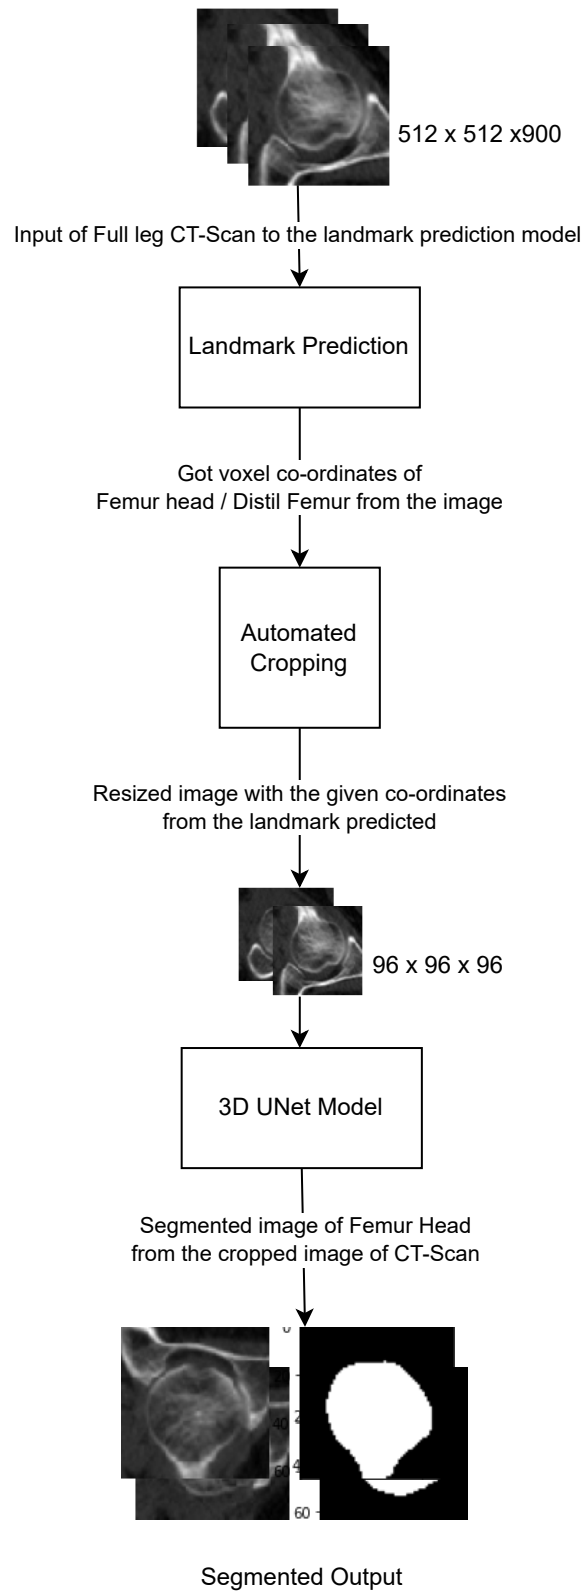 512 x 512 x900
Input of Full leg CT-Scan to the landmark prediction model
Landmark Prediction
Got voxel co-ordinates of
Femur head / Distil Femur from the image
Automated
Cropping
Resized image with the given co-ordinates
from the landmark predicted
96 x 96 x 96
3D UNet Model
Segmented image of Femur Head
from the cropped image of CT-Scan
40
60
60
Segmented Output